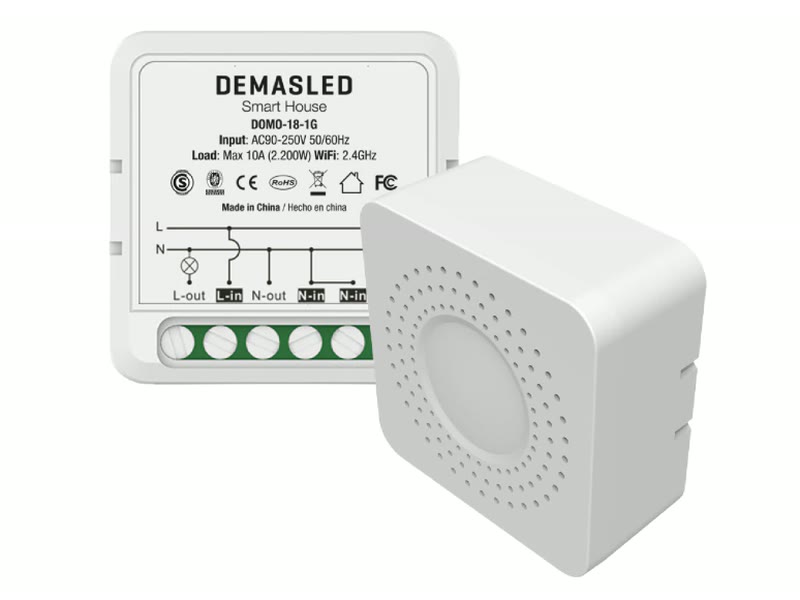 DEMASLED
Smart House
DOMO-18-1G
Input: AC90-250V 50/60Hz
Load: Max 10A (2.200W) WiFi: 2.4GHz
S CE RoHS FC
Made in China / Hecho en china
L
N
L-out L-in N-out N-in N-in